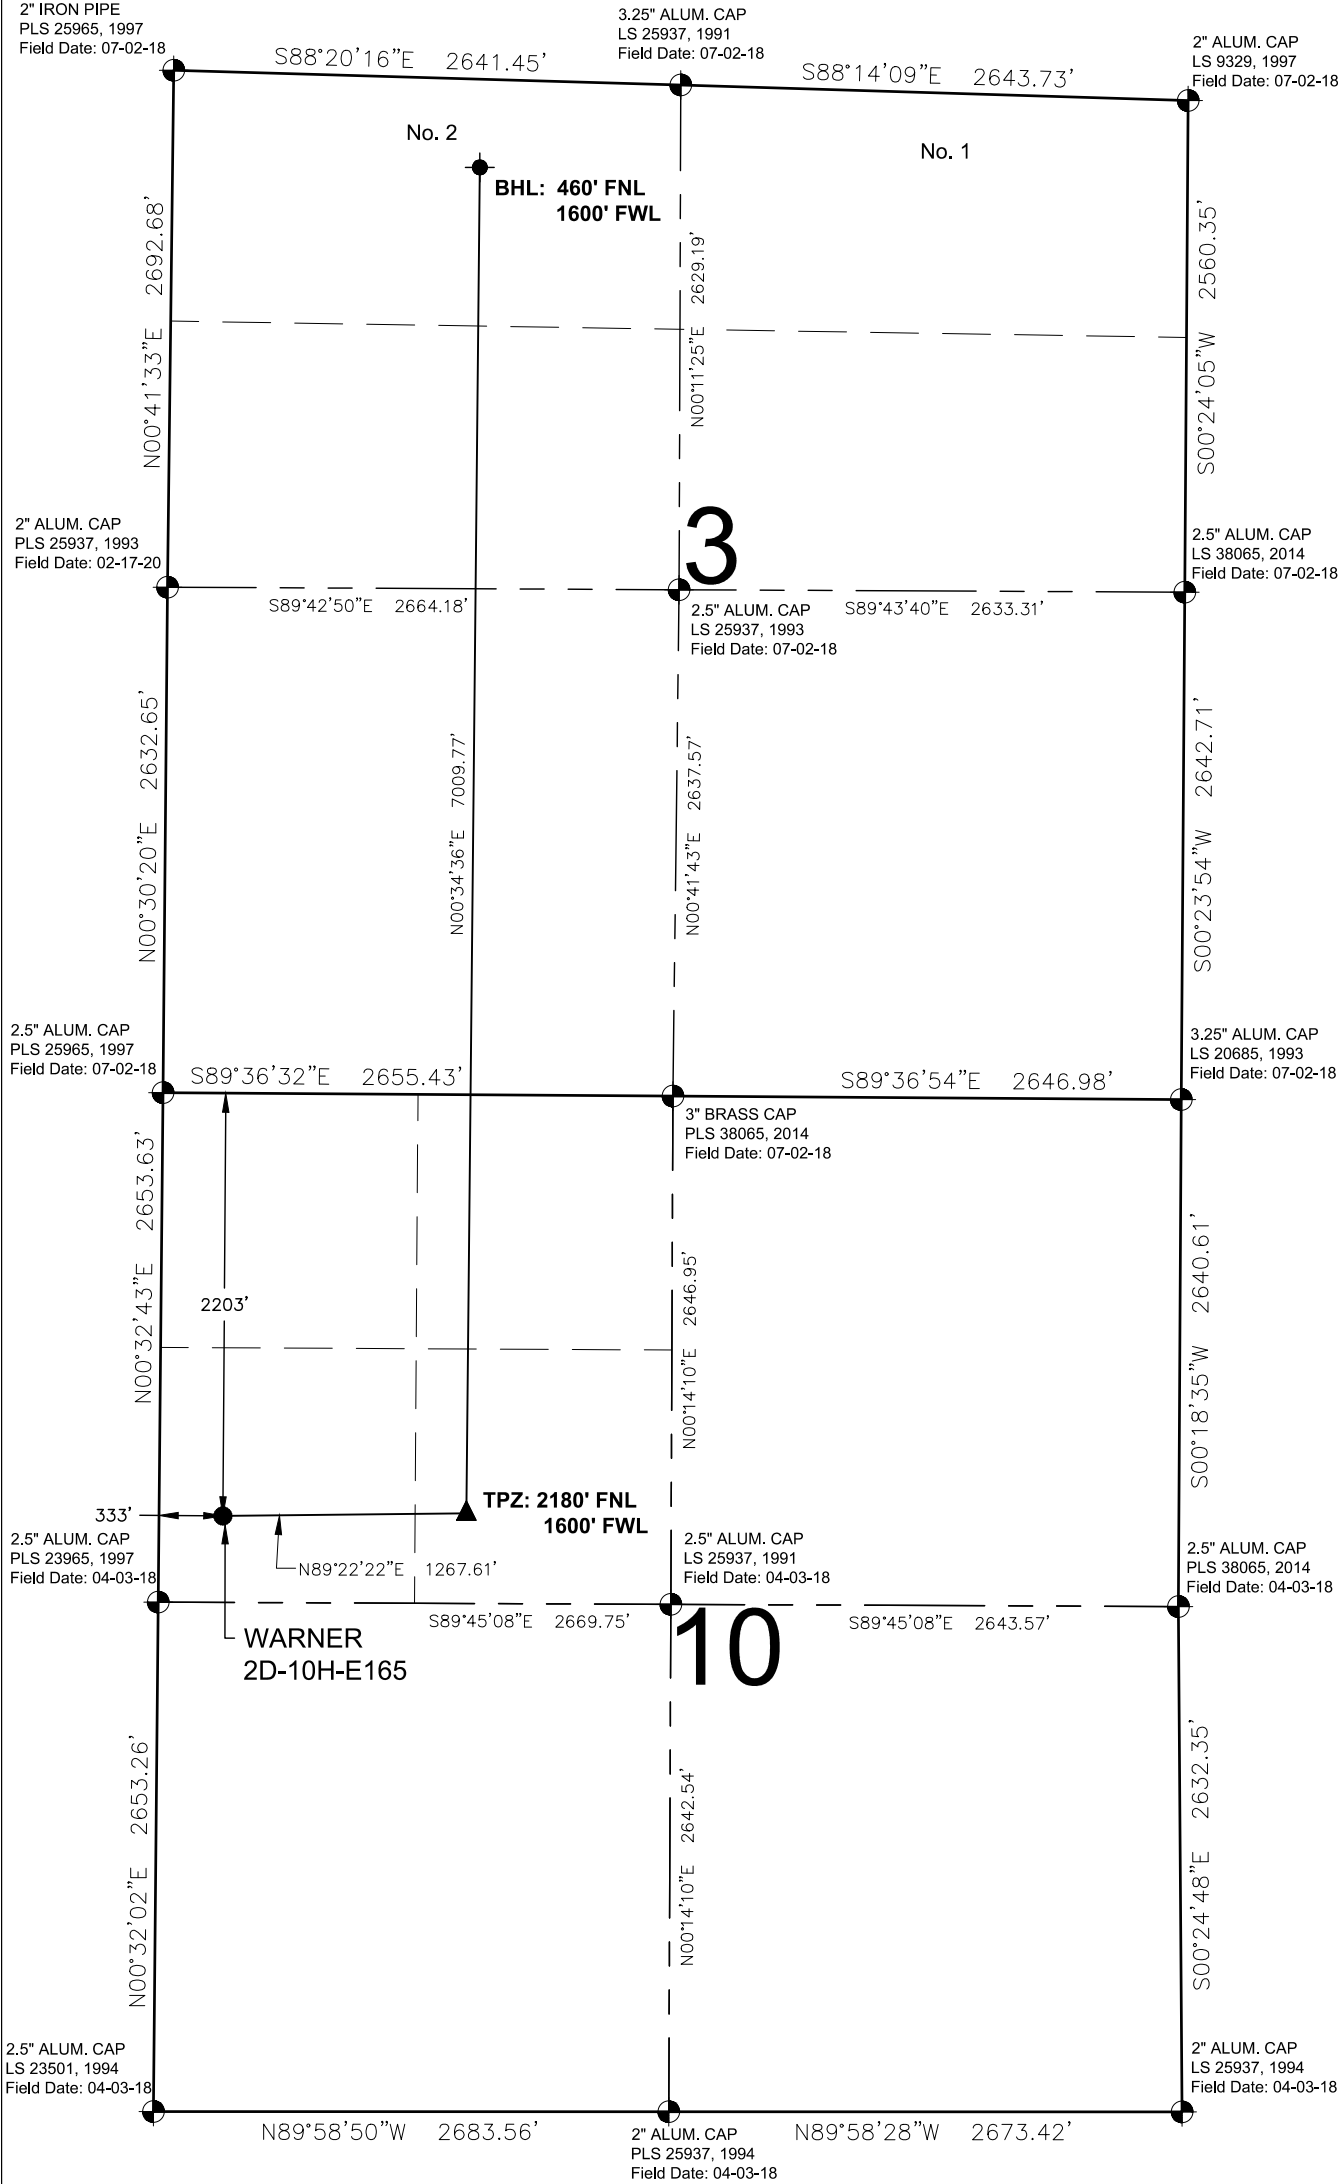 2" IRON PIPE
PLS 25965, 1997
Field Date: 07-02-18
3.25" ALUM. CAP
LS 25937, 1991
Field Date: 07-02-18
2" ALUM. CAP
LS 9329, 1997
Field Date: 07-02-18
S88°20'16"E 2641.45'
S88°14'09"E 2643.73'
No. 2
No. 1
BHL: 460' FNL
1600' FWL
N00°41'33"E 2692.68'
N00°11'25"E 2629.19'
S00°24'05"W 2560.35'
3
2" ALUM. CAP
PLS 25937, 1993
Field Date: 02-17-20
2.5" ALUM. CAP
LS 38065, 2014
Field Date: 07-02-18
S89°42'50"E 2664.18'
2.5" ALUM. CAP
LS 25937, 1993
Field Date: 07-02-18
S89°43'40"E 2633.31'
N00°30'20"E 2632.65'
N00°34'36"E 7009.77'
N00°41'43"E 2637.57'
S00°23'54"W 2642.71'
2.5" ALUM. CAP
PLS 25965, 1997
Field Date: 07-02-18
3.25" ALUM. CAP
LS 20685, 1993
Field Date: 07-02-18
S89°36'32"E 2655.43'
S89°36'54"E 2646.98'
3" BRASS CAP
PLS 38065, 2014
Field Date: 07-02-18
N00°32'43"E 2653.63'
2203'
N00°14'10"E 2646.95'
S00°18'35"W 2640.61'
TPZ: 2180' FNL
1600' FWL
333'
2.5" ALUM. CAP
PLS 23965, 1997
Field Date: 04-03-18
N89°22'22"E 1267.61'
2.5" ALUM. CAP
LS 25937, 1991
Field Date: 04-03-18
2.5" ALUM. CAP
PLS 38065, 2014
Field Date: 04-03-18
S89°45'08"E 2669.75'
S89°45'08"E 2643.57'
10
WARNER
2D-10H-E165
N00°32'02"E 2653.26'
N00°14'10"E 2642.54'
S00°24'48"E 2632.35'
2.5" ALUM. CAP
LS 23501, 1994
Field Date: 04-03-18
2" ALUM. CAP
LS 25937, 1994
Field Date: 04-03-18
N89°58'50"W 2683.56'
N89°58'28"W 2673.42'
2" ALUM. CAP
PLS 25937, 1994
Field Date: 04-03-18